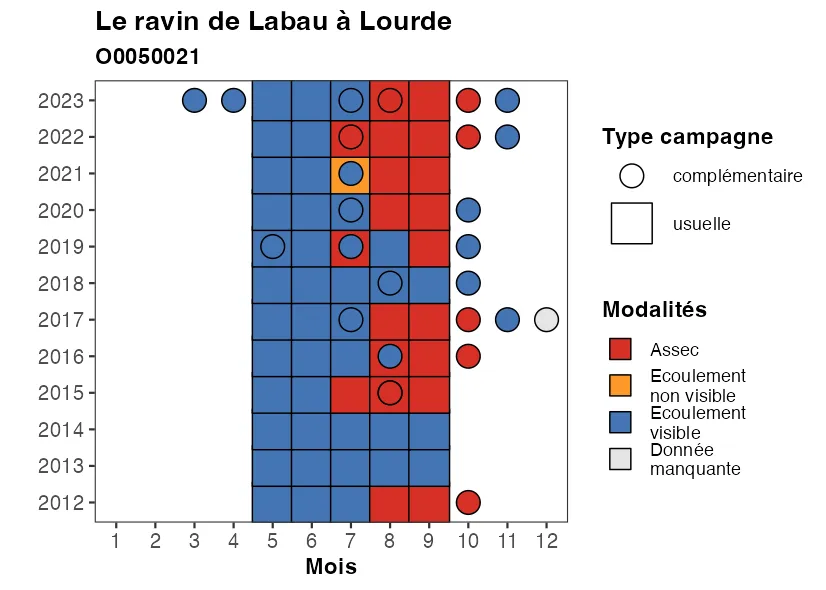 Le ravin de Labau à Lourde
O0050021
2023
2022
2021
2020
2019
2018
2017
2016
2015
2014
2013
2012
1 2 3 4 5 6 7 8 9 10 11 12
Mois
Type campagne
complémentaire
usuelle
Modalités
Assec
Ecoulement
non visible
Ecoulement
visible
Donnée
manquante